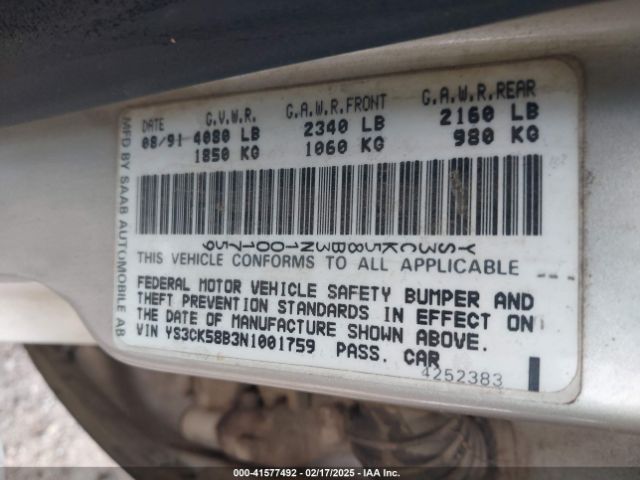 MFD BY SAAB AUTOMOBILE AB
DATE G.V.W.R. G.A.W.R.FRONT G.A.W.R.REAR
08/91 4080 LB 2340 LB 2160 LB
1850 KG 1060 KG 980 KG
YS3CK58B3N1001759
THIS VEHICLE CONFORMS TO ALL APPLICABLE ---
FEDERAL MOTOR VEHICLE SAFETY BUMPER AND
THEFT PREVENTION STANDARDS IN EFFECT ON
THE DATE OF MANUFACTURE SHOWN ABOVE.
VIN YS3CK58B3N1001759 PASS. CAR
4252383
000-41577492 - 02/17/2025 - IAA Inc.